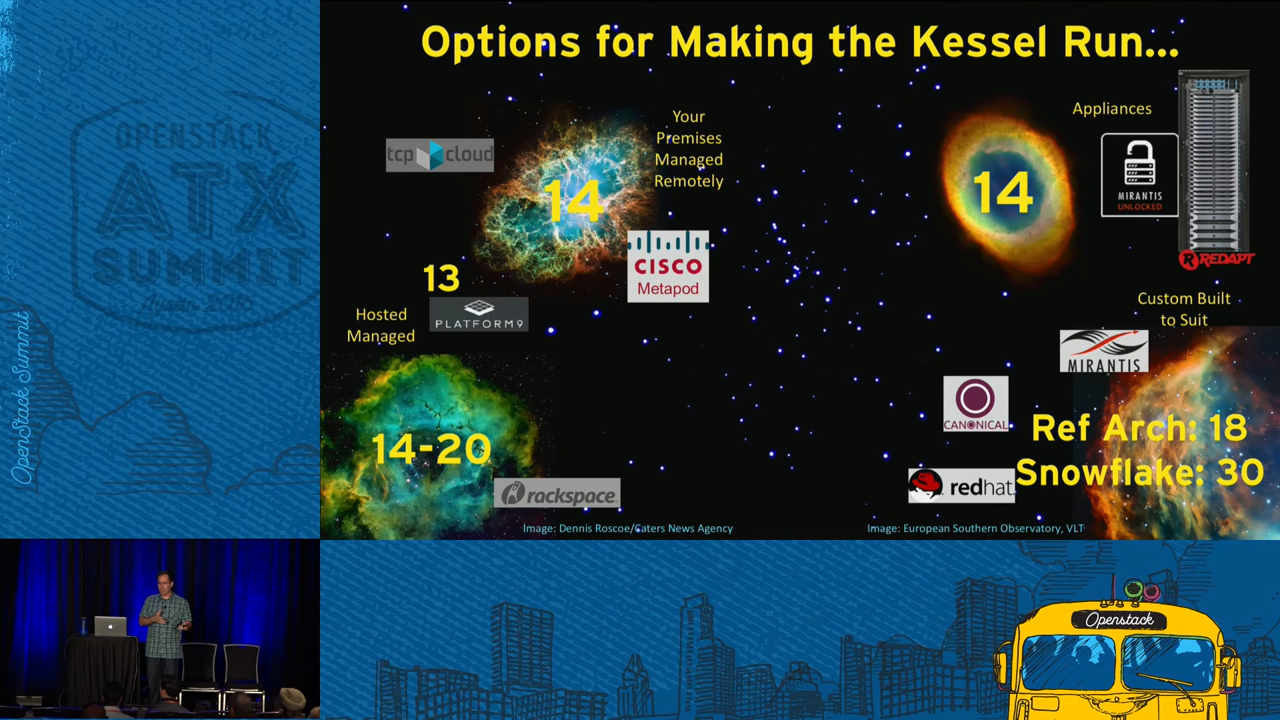 Options for Making the Kessel Run...
OPENSTACK
ATX
SUMMIT
OpenStack Summit
tcp cloud
14
Your
Premises
Managed
Remotely
CISCO
Metapod
13
PLATFORM9
Hosted
Managed
14-20
rackspace.
Image: Dennis Roscoe/Caters News Agency
14
Appliances
MIRANTIS
UNLOCKED
REDAPT
Custom Built
to Suit
MIRANTIS
CANONICAL
Ref Arch: 18
Snowflake: 30
redhat
Image: European Southern Observatory, VLT
Openstack